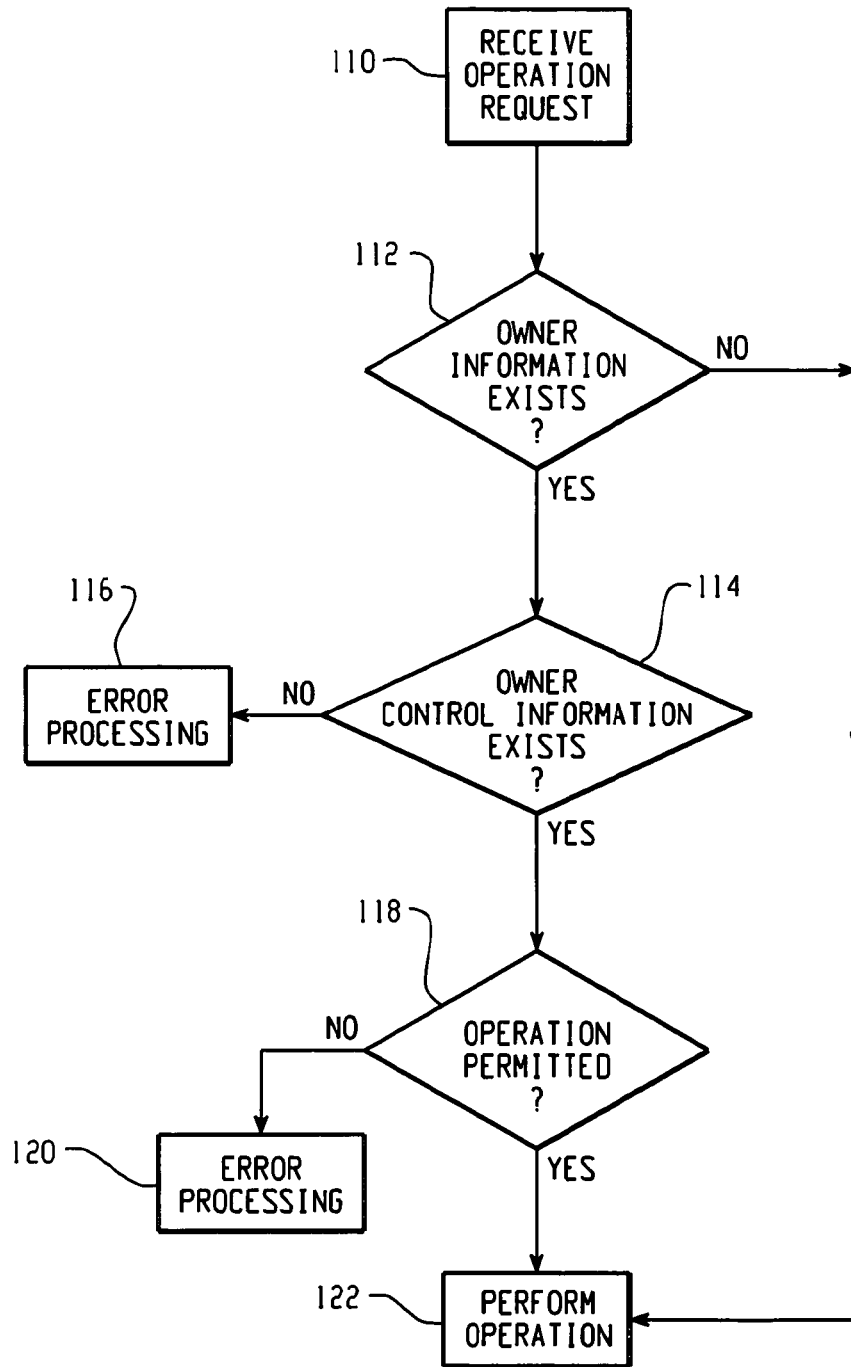 110
RECEIVE
OPERATION
REQUEST
112
OWNER
INFORMATION
EXISTS
?
NO
YES
116
114
ERROR
PROCESSING
NO
OWNER
CONTROL INFORMATION
EXISTS
?
YES
118
NO
OPERATION
PERMITTED
?
120
ERROR
PROCESSING
YES
122
PERFORM
OPERATION